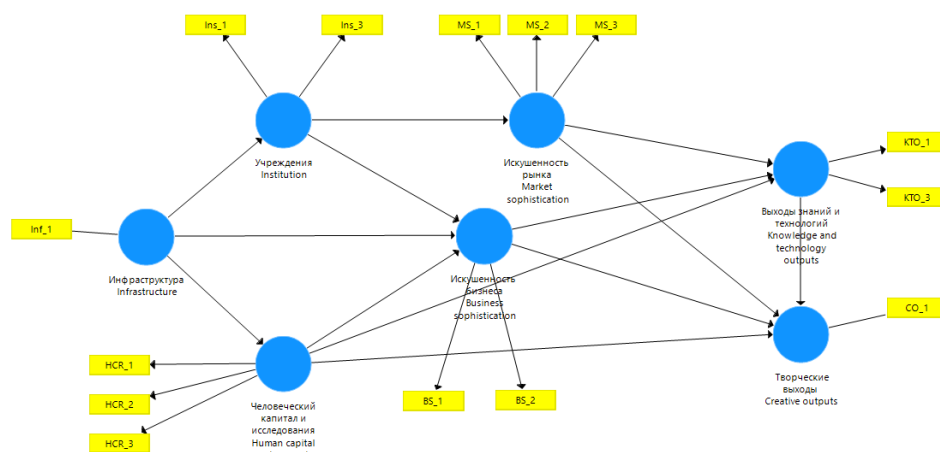 Ins_1
Ins_3
MS_1
MS_2
MS_3
KTO_1
Учреждения
Institution
Искушенность
рынка
Market
sophistication
KTO_3
Выходы знаний и
технологий
Knowledge and
technology
outputs
Inf_1
Инфраструктура
Infrastructure
Искушенность
бизнеса
Business
sophistication
CO_1
HCR_1
HCR_2
HCR_3
Человеческий
капитал и
исследования
Human capital
BS_1
BS_2
Творческие
выходы
Creative outputs